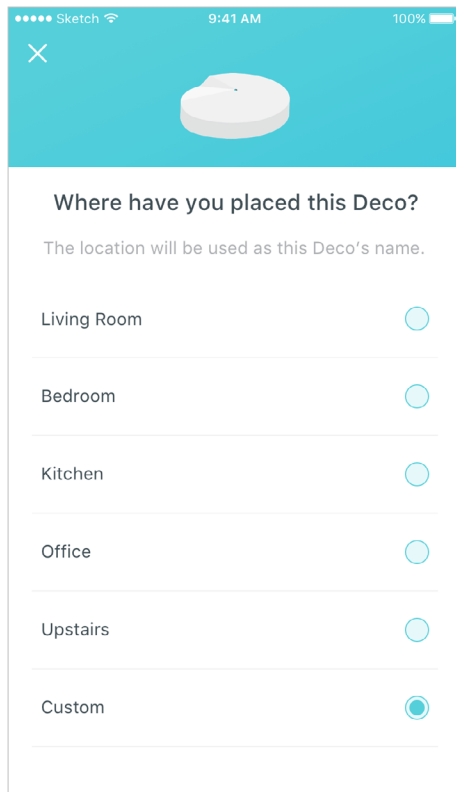 Sketch 9:41 AM 100%
Where have you placed this Deco?
The location will be used as this Deco's name.
Living Room
Bedroom
Kitchen
Office
Upstairs
Custom